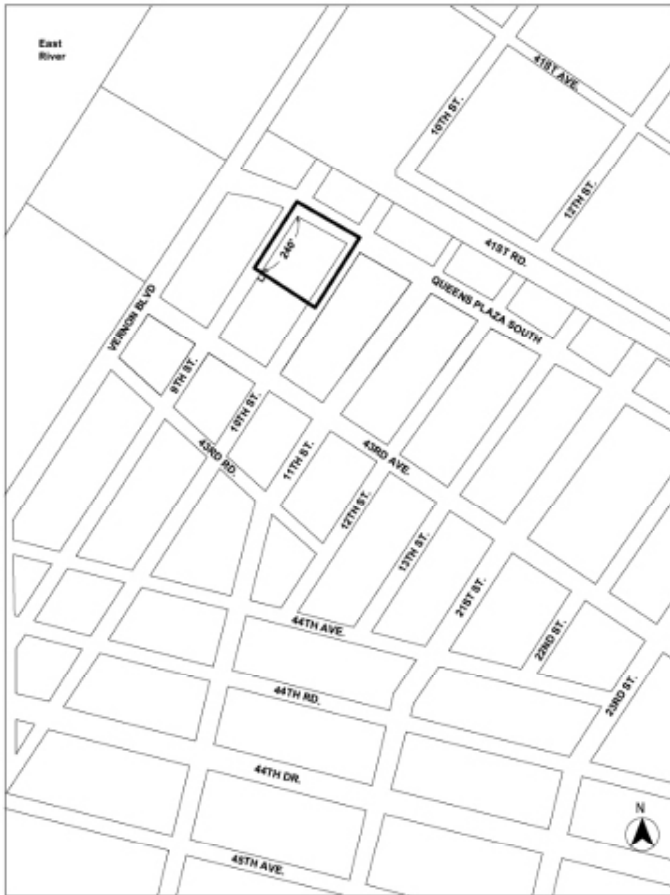 East
River
41ST AVE.
10TH ST.
12TH ST.
41ST RD.
240'
QUEENS PLAZA SOUTH
VERNON BLVD
9TH ST.
10TH ST.
43RD RD.
11TH ST.
43RD AVE.
12TH ST.
13TH ST.
21ST ST.
22ND ST.
23RD ST.
44TH AVE.
44TH RD.
44TH DR.
45TH AVE.
N